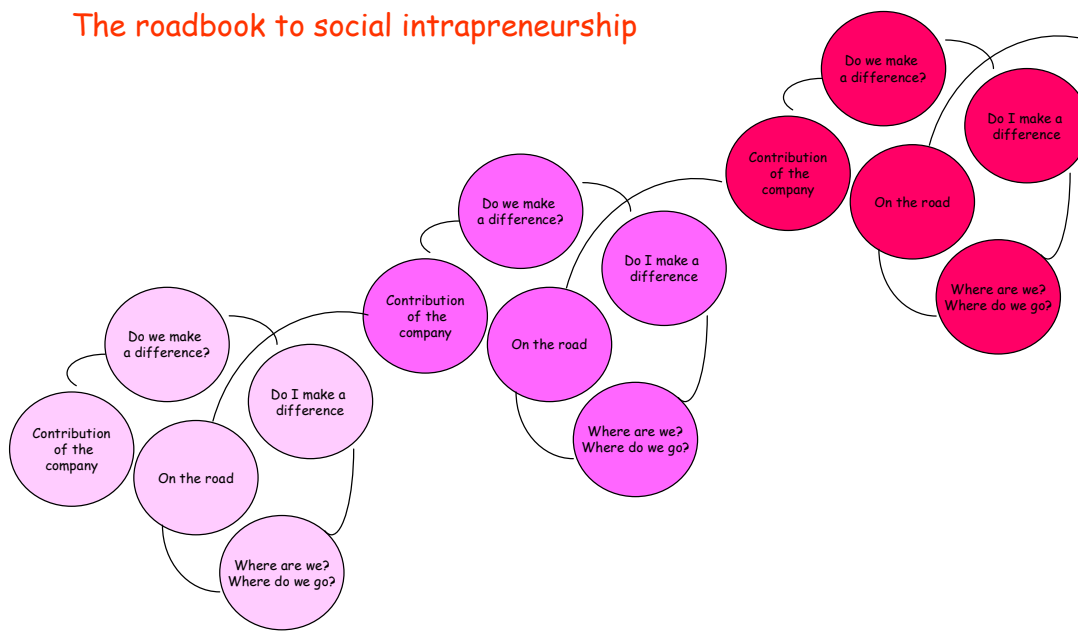 The roadbook to social intrapreneurship
Contribution
of the
company
Do we make
a difference?
Do I make a
difference
On the road
Where are we?
Where do we go?
Contribution
of the
company
Do we make
a difference?
Do I make a
difference
On the road
Where are we?
Where do we go?
Contribution
of the
company
Do we make
a difference?
Do I make a
difference
On the road
Where are we?
Where do we go?